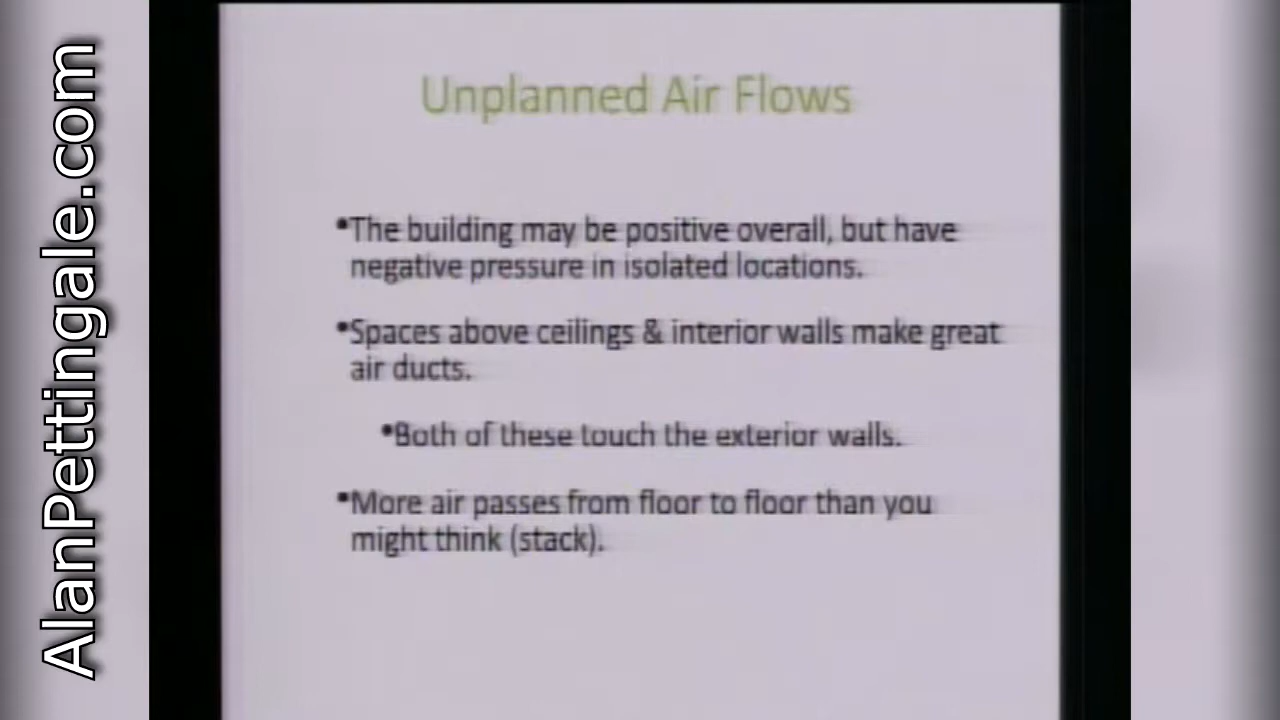 AlanPettingale.com
Unplanned Air Flows
•The building may be positive overall, but have
negative pressure in isolated locations.
•Spaces above ceilings & interior walls make great
air ducts.
•Both of these touch the exterior walls.
•More air passes from floor to floor than you
might think (stack).